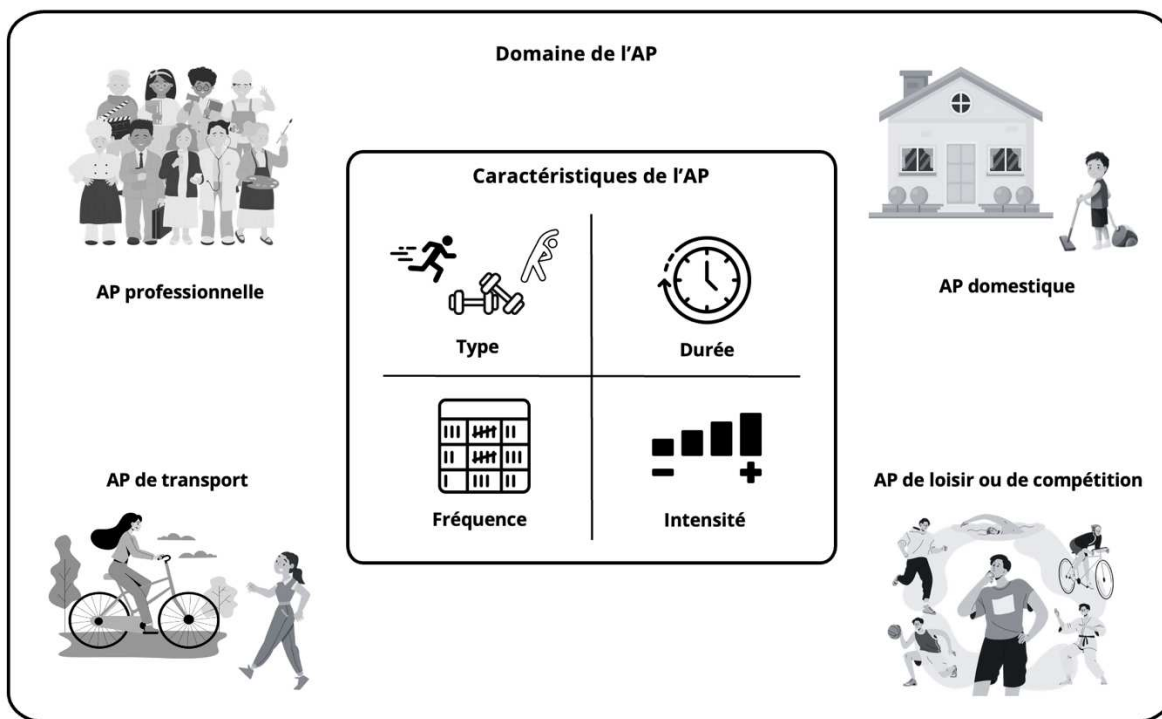 Domaine de l’AP
Caractéristiques de l’AP
AP professionnelle
AP domestique
Type
Durée
AP de transport
AP de loisir ou de compétition
Fréquence
Intensité